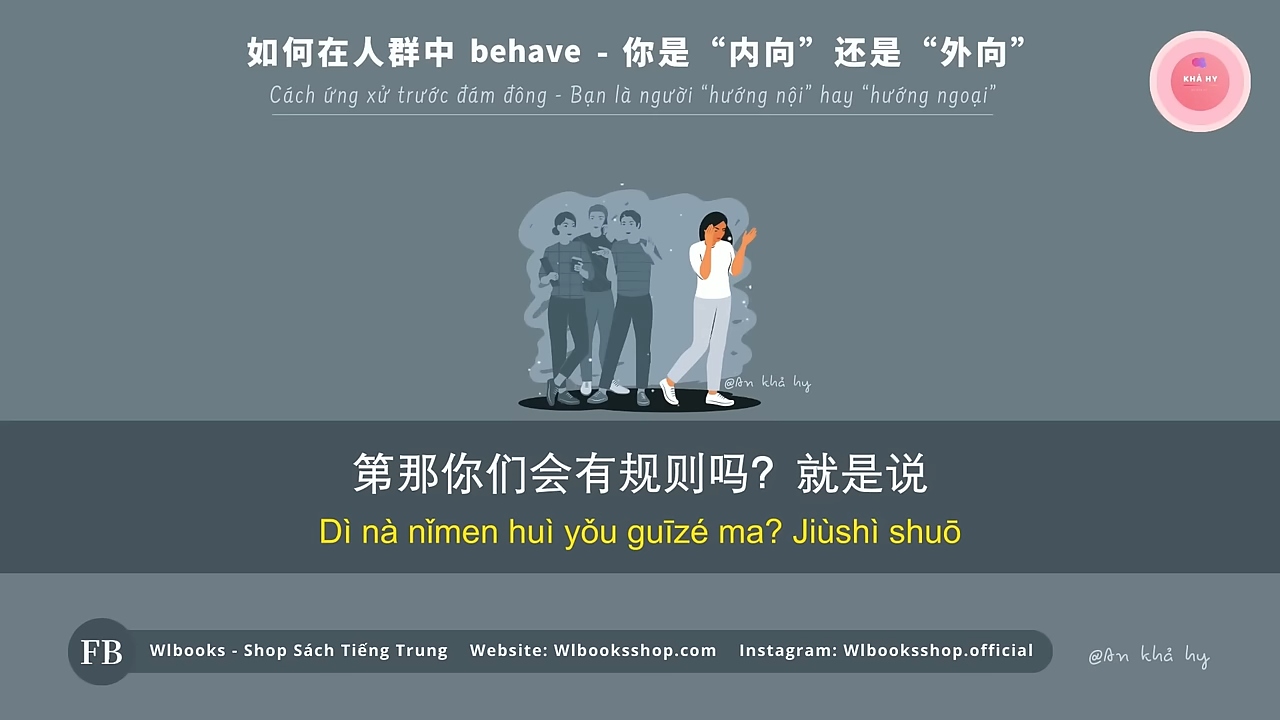 如何在人群中 behave - 你是“内向”还是“外向”
Cách ứng xử trước đám đông - Bạn là người “hướng nội” hay “hướng ngoại”
KHẢ HY
@An khả hy
第那你们会有规则吗? 就是说
Dì nà nǐmen huì yǒu guīzé ma? Jiùshì shuō
FB Wlbooks - Shop Sách Tiếng Trung Website: Wlbooksshop.com Instagram: Wlbooksshop.official
@An khả hy